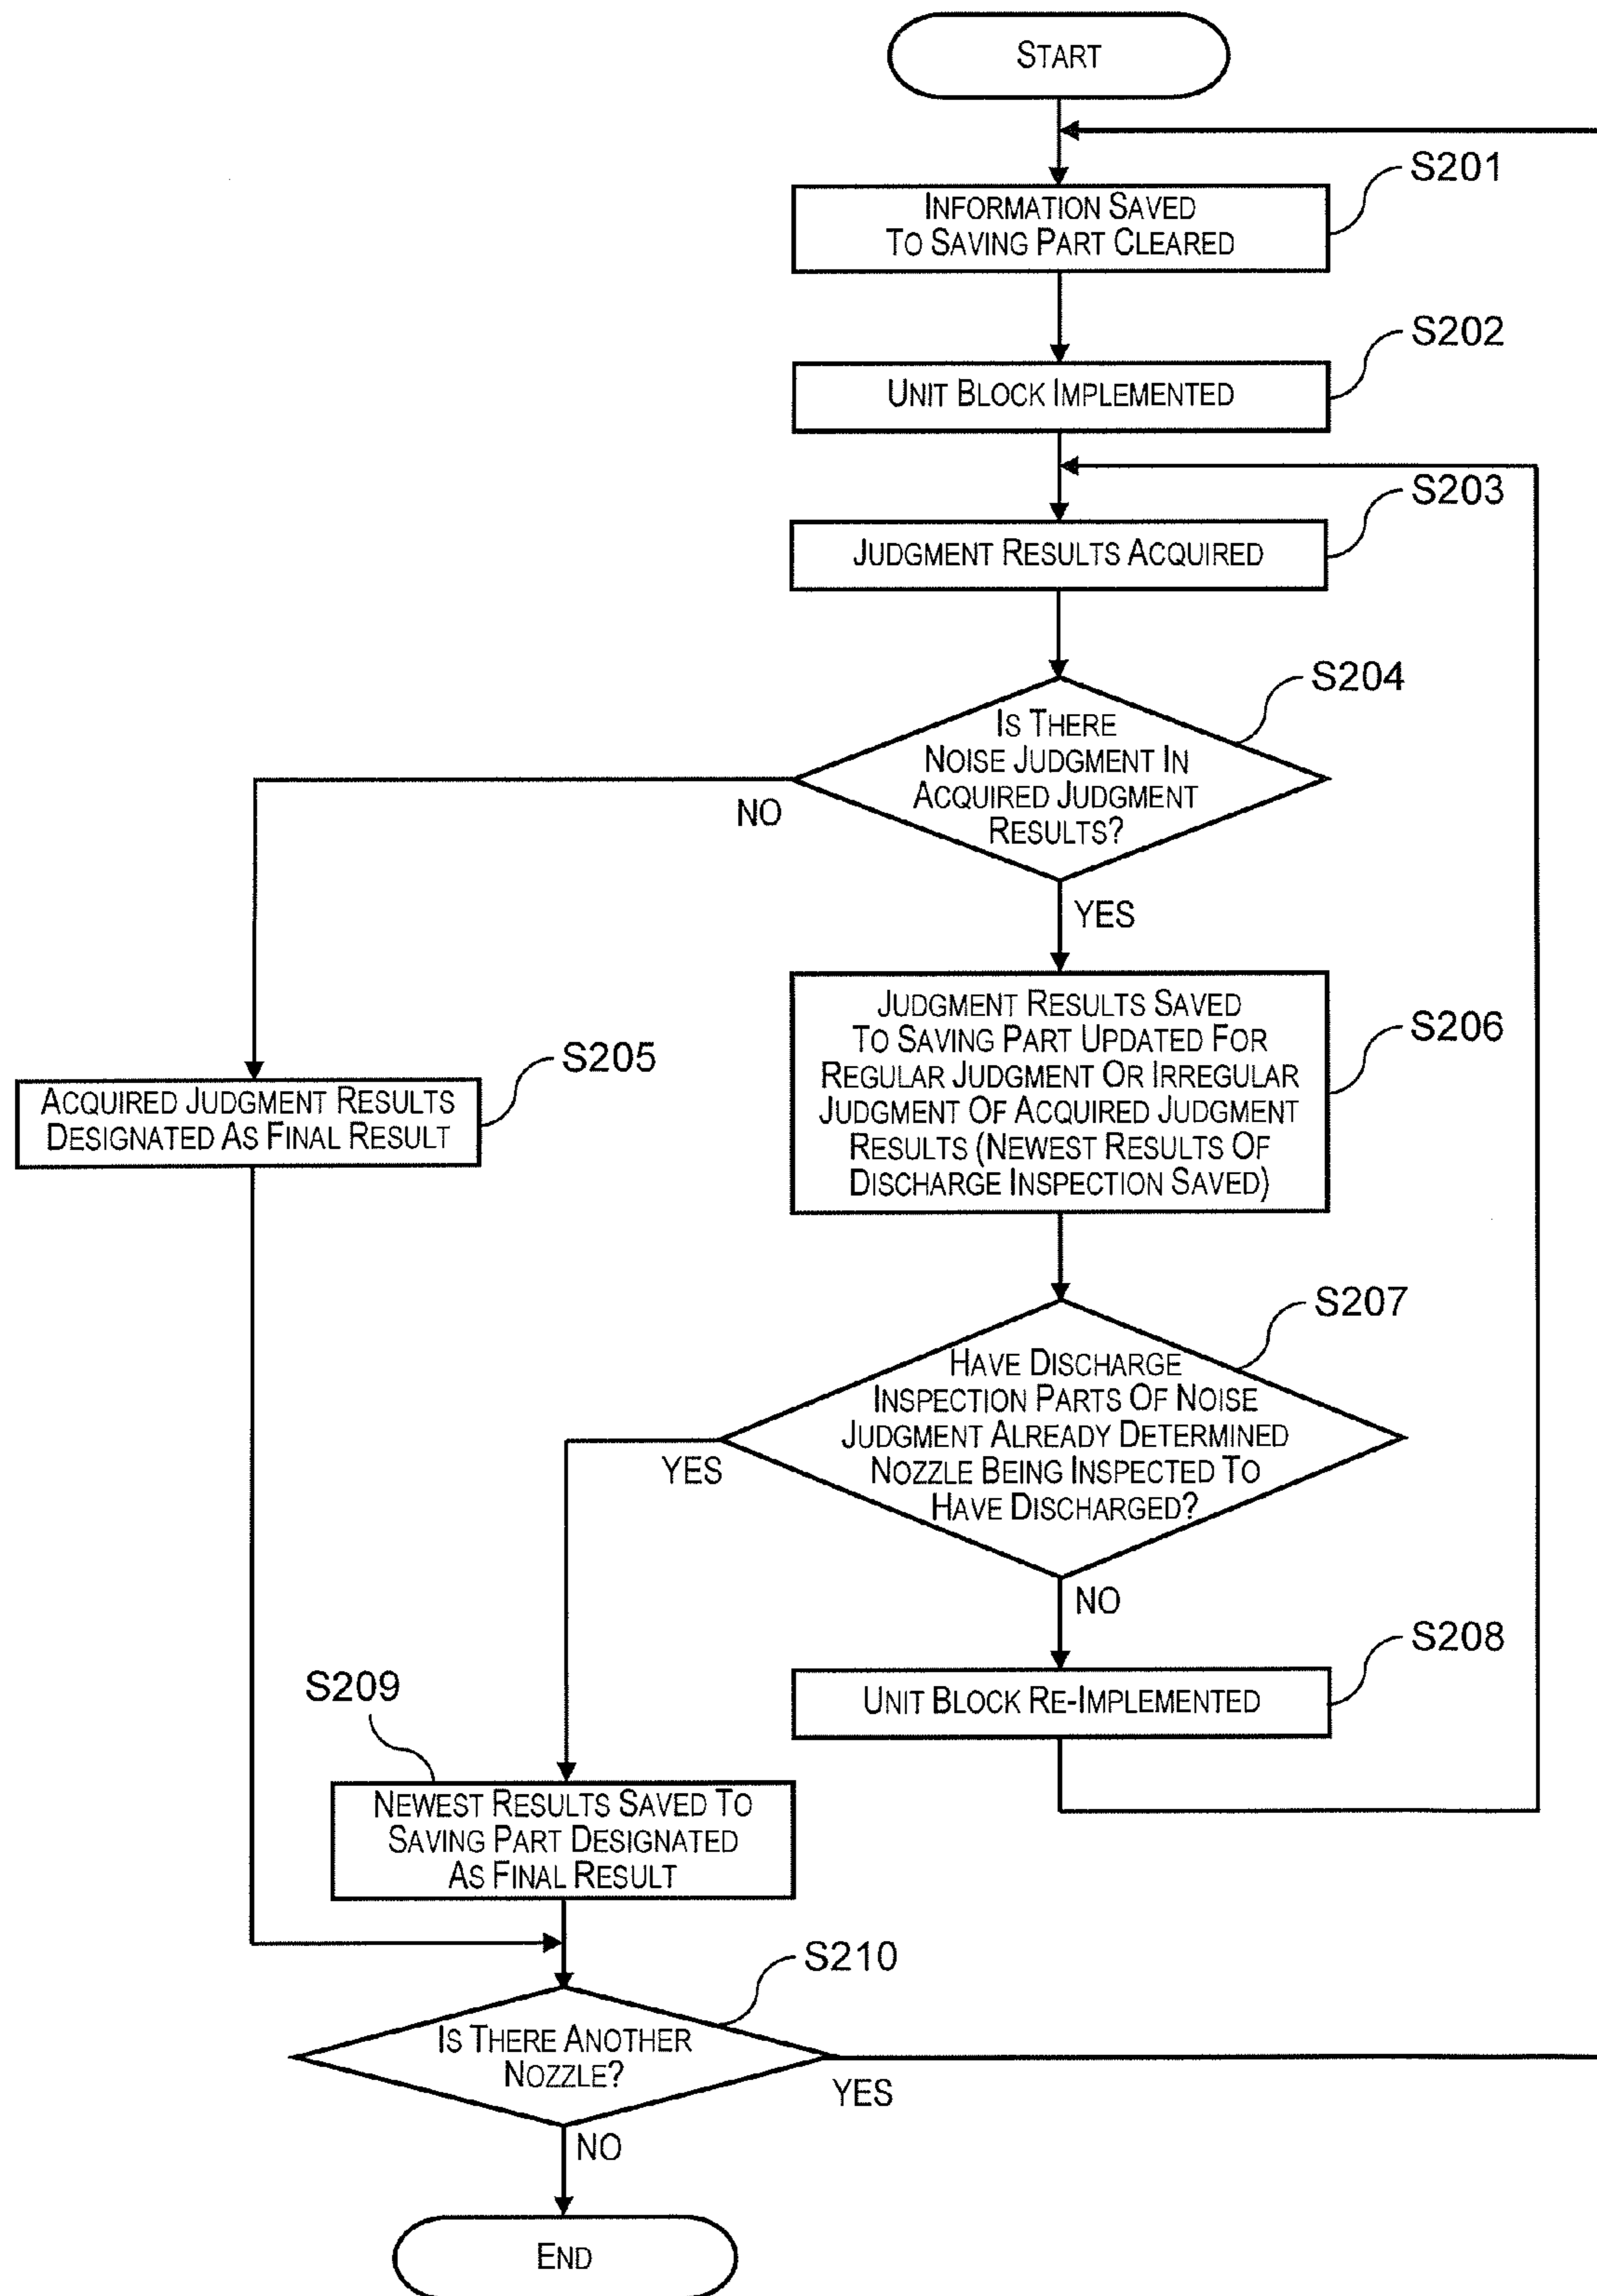 START
S201
INFORMATION SAVED
TO SAVING PART CLEARED
S202
UNIT BLOCK IMPLEMENTED
S203
JUDGMENT RESULTS ACQUIRED
S204
IS THERE
NOISE JUDGMENT IN
ACQUIRED JUDGMENT
RESULTS?
NO
YES
S205
ACQUIRED JUDGMENT RESULTS
DESIGNATED AS FINAL RESULT
S206
JUDGMENT RESULTS SAVED
TO SAVING PART UPDATED FOR
REGULAR JUDGMENT OR IRREGULAR
JUDGMENT OF ACQUIRED JUDGMENT
RESULTS (NEWEST RESULTS OF
DISCHARGE INSPECTION SAVED)
S207
HAVE DISCHARGE
INSPECTION PARTS OF NOISE
JUDGMENT ALREADY DETERMINED
NOZZLE BEING INSPECTED TO
HAVE DISCHARGED?
YES
NO
S208
UNIT BLOCK RE-IMPLEMENTED
S209
NEWEST RESULTS SAVED TO
SAVING PART DESIGNATED
AS FINAL RESULT
S210
IS THERE ANOTHER
NOZZLE?
YES
NO
END